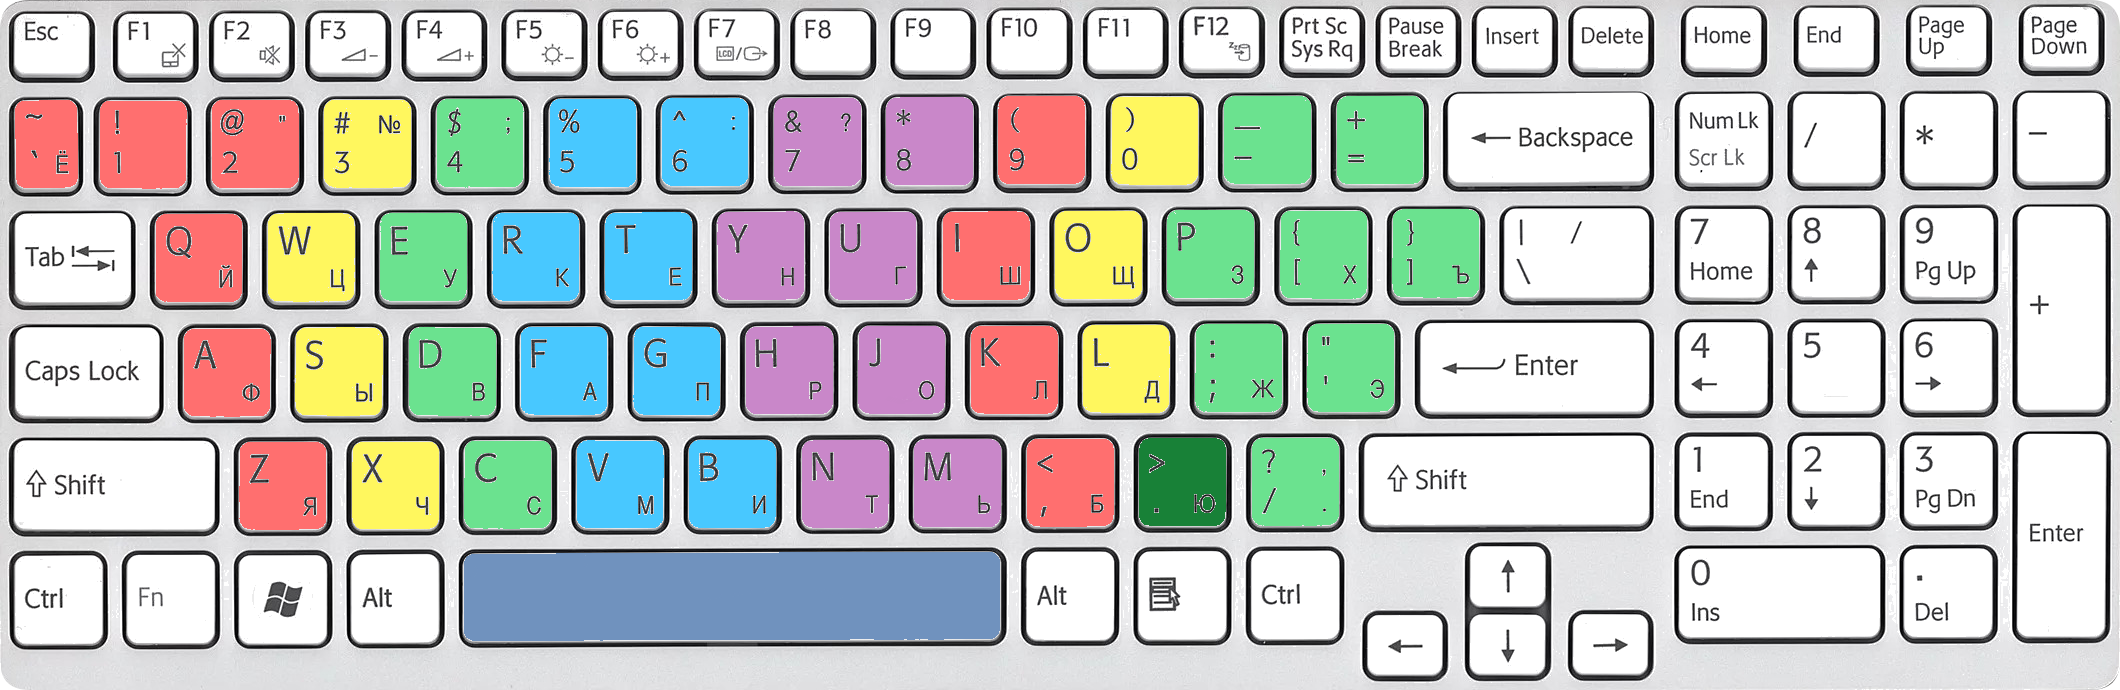 Esc F1 F2 F3 F4 F5 F6 F7 F8 F9 F10 F11 F12 Prt Sc Pause Insert Delete Home End Page Page
Sys Rq Break Up Down
LCD
~ ! @ " # № $ ; % ^ : & ? * ( ) _ + ← Backspace Num Lk / * −
` Ё 1 2 3 4 5 6 7 8 9 0 − = Scr Lk
Tab Q W E R T Y U I O P { } | / 7 8 9 +
Й Ц У К Е Н Г Ш Щ З [ Х ] Ъ \ Home ↑ Pg Up
Caps Lock A S D F G H J K L : " Enter 4 5 6
Ф Ы В А П Р О Л Д ; Ж ' Э ← →
⇧ Shift Z X C V B N M < > ? , ⇧ Shift 1 2 3 Enter
Я Ч С М И Т Ь , Б . Ю / . End ↓ Pg Dn
Ctrl Fn Alt Alt Ctrl ↑ 0 .
← ↓ → Ins Del